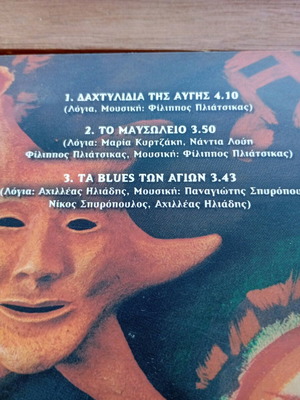 1. ΔΑΧΤΥΛΙΔΙΑ ΤΗΣ ΑΥΓΗΣ 4.10
(Λόγια, Μουσική: Φίλιππος Πλιάτσικας)
2. ΤΟ ΜΑΥΣΩΛΕΙΟ 3.50
(Λόγια: Μαρία Κυρτζάκη, Νάντια Λούη
Φίλιππος Πλιάτσικας, Μουσική: Φίλιππος Πλιάτσικας)
3. ΤΑ BLUES ΤΩΝ ΑΓΙΩΝ 3.43
(Λόγια: Αχιλλέας Ηλιάδης, Μουσική: Παναγιώτης Σπυρόπου
Νίκος Σπυρόπουλος, Αχιλλέας Ηλιάδης)